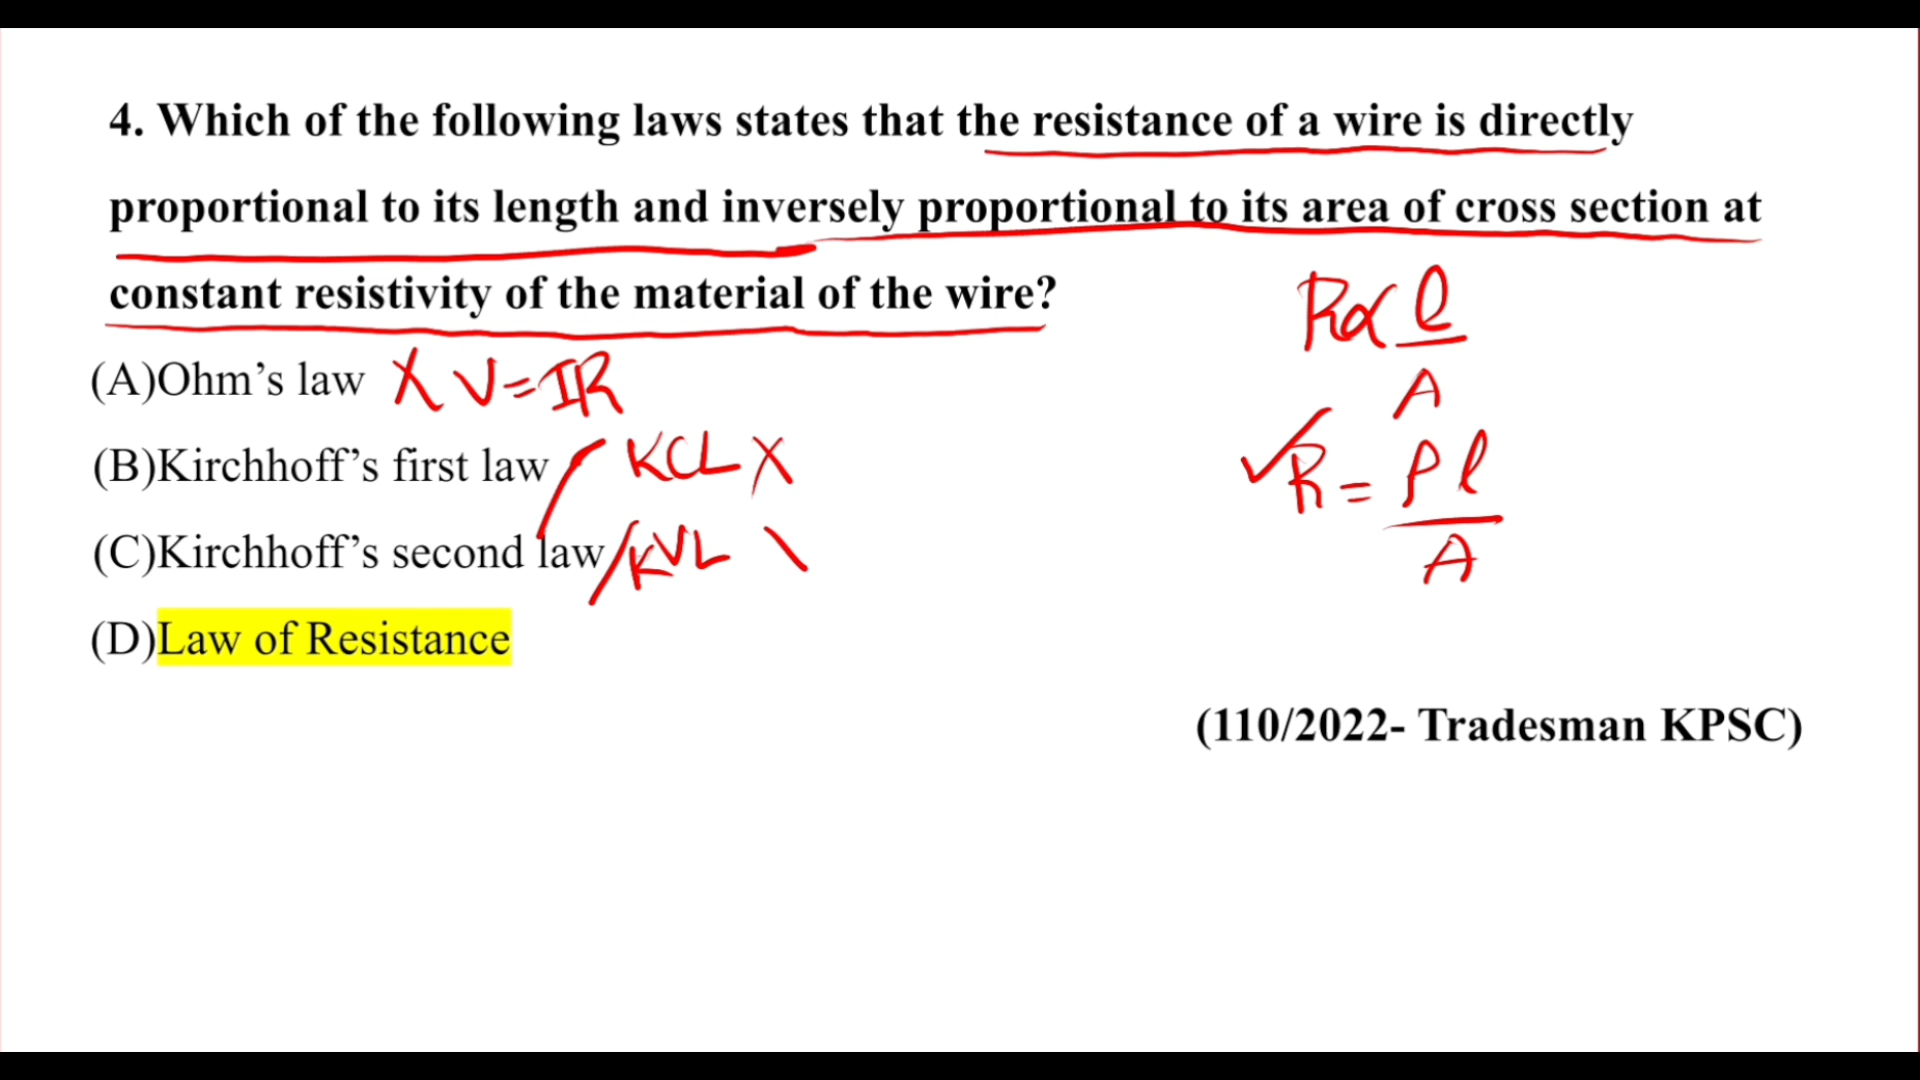 4. Which of the following laws states that the resistance of a wire is directly
proportional to its length and inversely proportional to its area of cross section at
constant resistivity of the material of the wire?
R∝ l
A
(A)Ohm's law X V=IR
(B)Kirchhoff's first law KCL X
R = ρl
A
(C)Kirchhoff's second law /KVL \
(D)Law of Resistance
(110/2022- Tradesman KPSC)